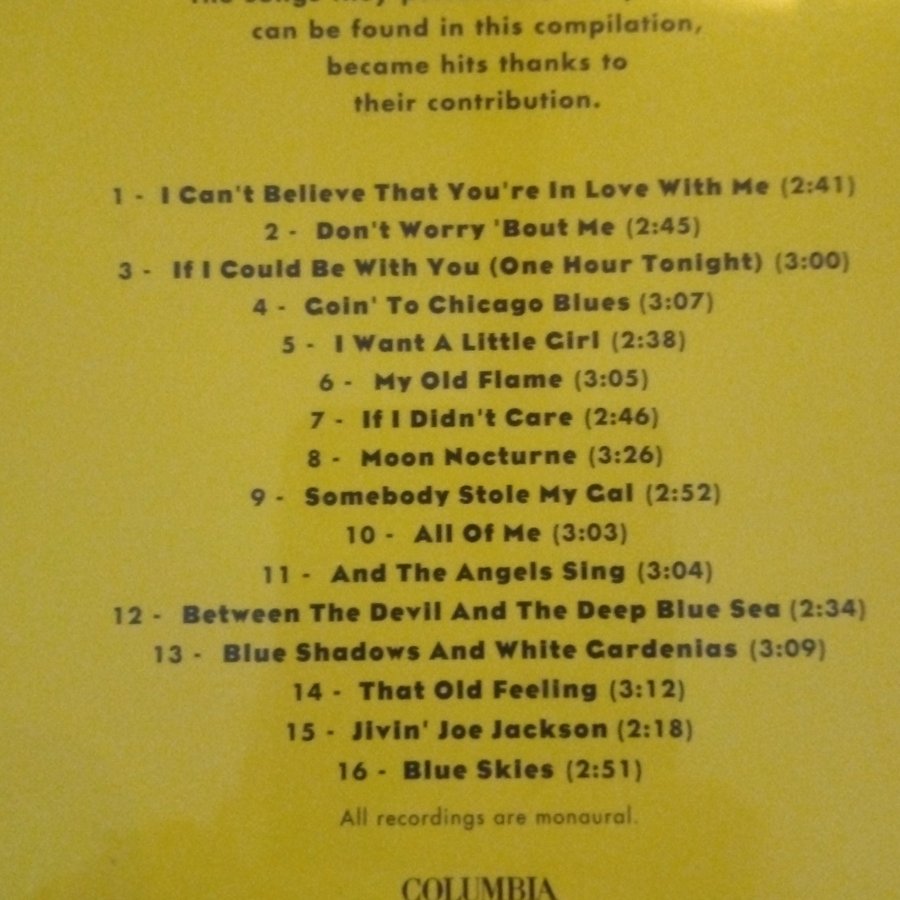 can be found in this compilation,
became hits thanks to
their contribution.
1 - I Can't Believe That You're In Love With Me (2:41)
2 - Don't Worry 'Bout Me (2:45)
3 - If I Could Be With You (One Hour Tonight) (3:00)
4 - Goin' To Chicago Blues (3:07)
5 - I Want A Little Girl (2:38)
6 - My Old Flame (3:05)
7 - If I Didn't Care (2:46)
8 - Moon Nocturne (3:26)
9 - Somebody Stole My Gal (2:52)
10 - All Of Me (3:03)
11 - And The Angels Sing (3:04)
12 - Between The Devil And The Deep Blue Sea (2:34)
13 - Blue Shadows And White Gardenias (3:09)
14 - That Old Feeling (3:12)
15 - Jivin' Joe Jackson (2:18)
16 - Blue Skies (2:51)
All recordings are monaural.
COLUMBIA